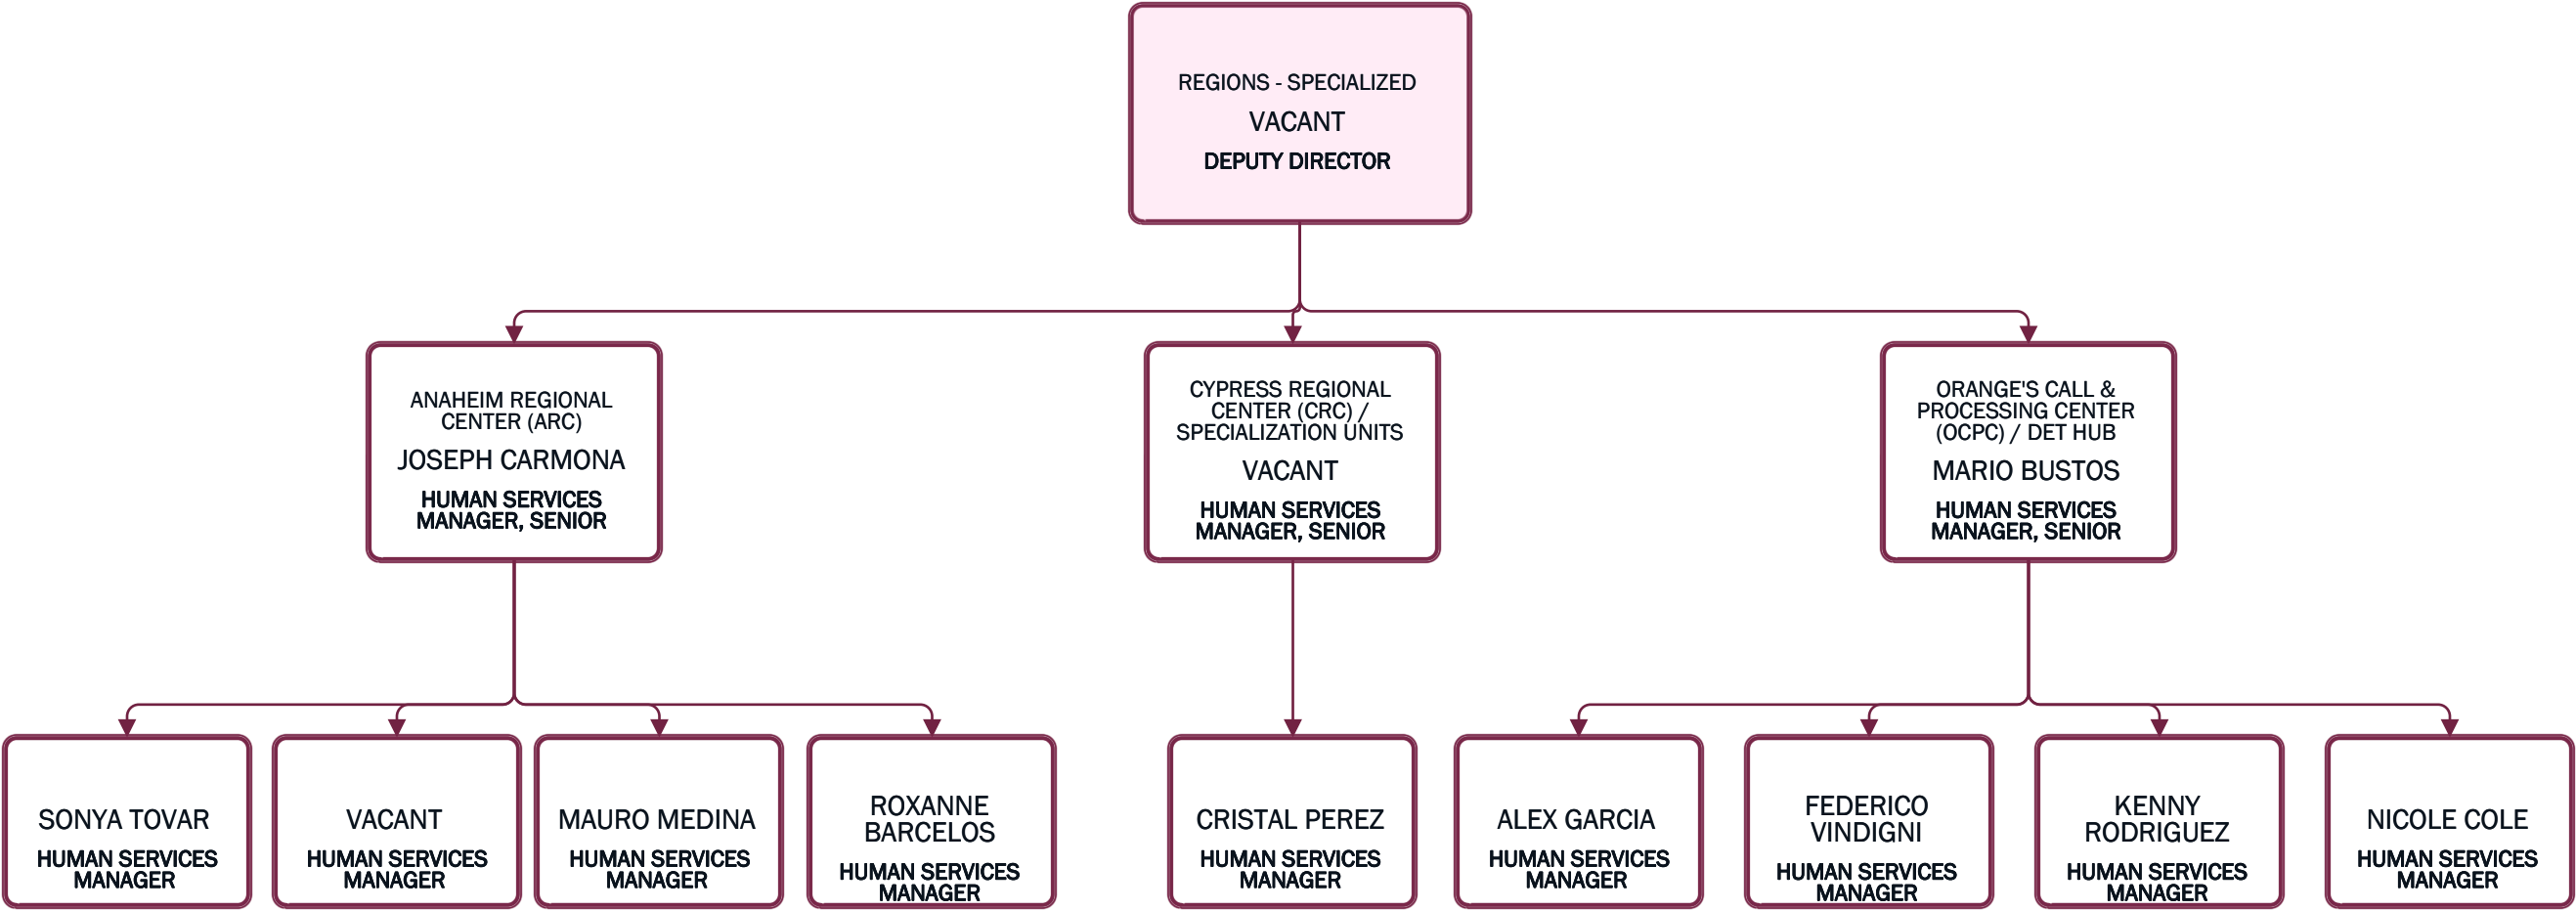 REGIONS - SPECIALIZED
VACANT
DEPUTY DIRECTOR
ANAHEIM REGIONAL
CENTER (ARC)
JOSEPH CARMONA
HUMAN SERVICES
MANAGER, SENIOR
CYPRESS REGIONAL
CENTER (CRC) /
SPECIALIZATION UNITS
VACANT
HUMAN SERVICES
MANAGER, SENIOR
ORANGE'S CALL &
PROCESSING CENTER
(OCPC) / DET HUB
MARIO BUSTOS
HUMAN SERVICES
MANAGER, SENIOR
SONYA TOVAR
HUMAN SERVICES
MANAGER
VACANT
HUMAN SERVICES
MANAGER
MAURO MEDINA
HUMAN SERVICES
MANAGER
ROXANNE
BARCELOS
HUMAN SERVICES
MANAGER
CRISTAL PEREZ
HUMAN SERVICES
MANAGER
ALEX GARCIA
HUMAN SERVICES
MANAGER
FEDERICO
VINDIGNI
HUMAN SERVICES
MANAGER
KENNY
RODRIGUEZ
HUMAN SERVICES
MANAGER
NICOLE COLE
HUMAN SERVICES
MANAGER